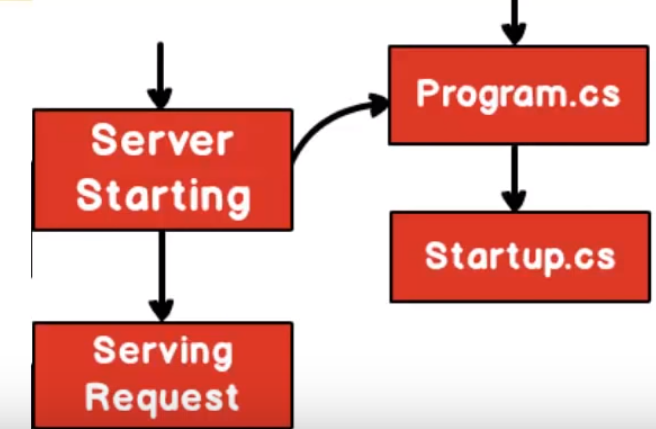 Server
Starting
Program.cs
Startup.cs
Serving
Request